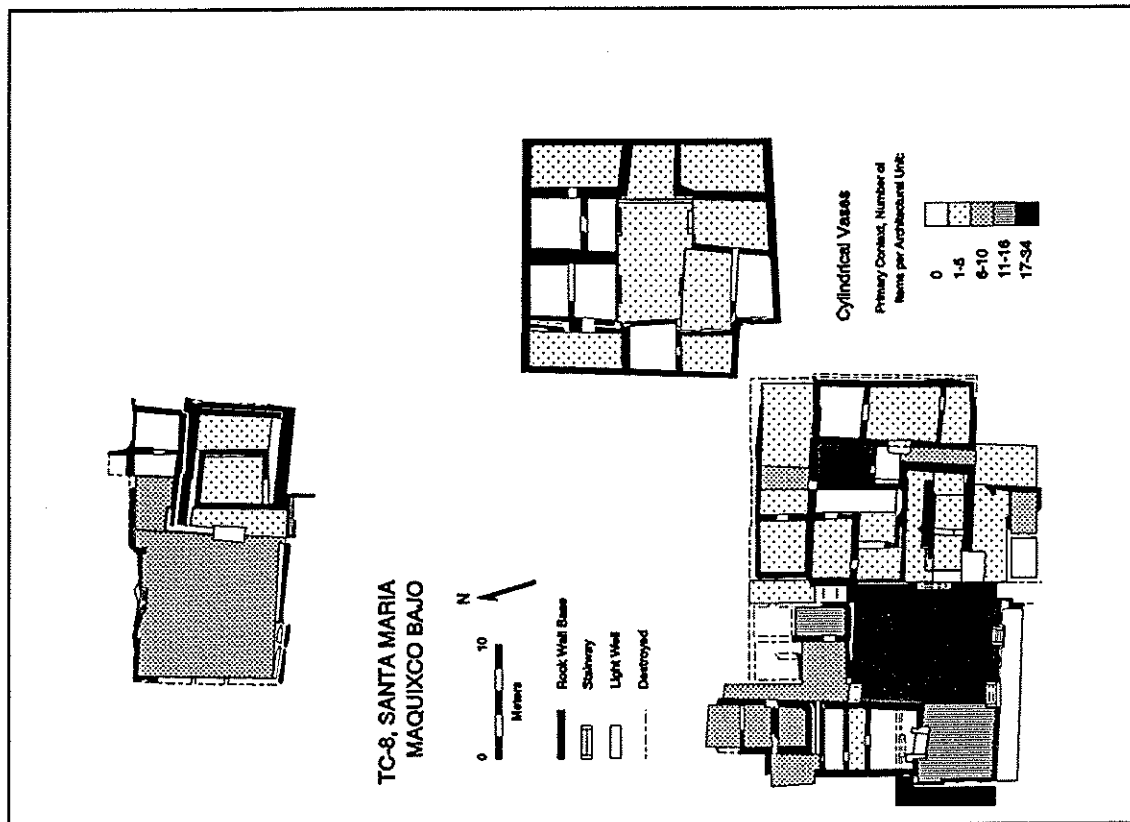 TC-8, SANTA MARIA
MAQUIXCO BAJO
N
0 10
Meters
Rock Wall Base
Stairway
Light Well
Destroyed
Cylindrical Vases
Primary Context, Number of
Items per Architectural Unit:
0
1-5
6-10
11-16
17-34